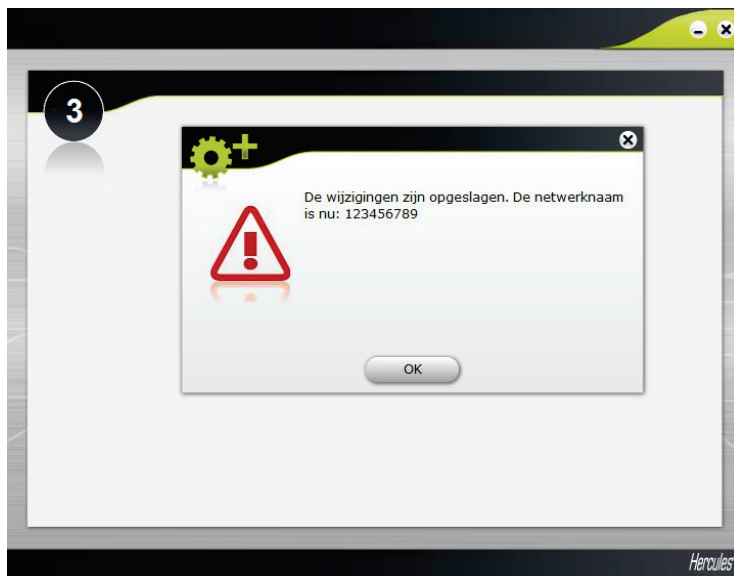 3
De wijzigingen zijn opgeslagen. De netwerknaam
is nu: 123456789
OK
Hercules